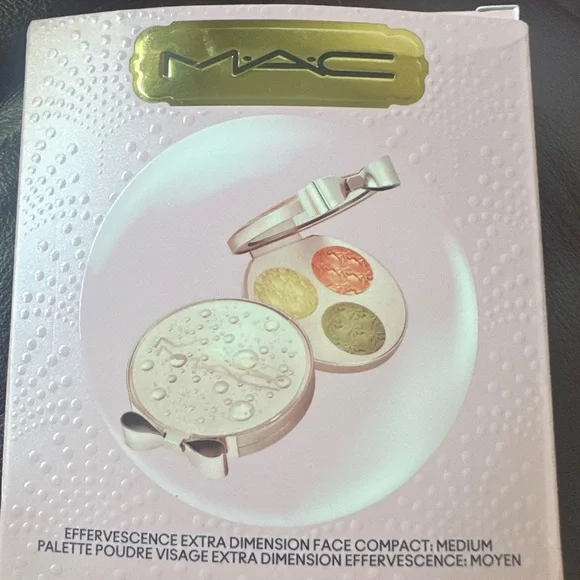 M·A·C
EFFERVESCENCE EXTRA DIMENSION FACE COMPACT: MEDIUM
PALETTE POUDRE VISAGE EXTRA DIMENSION EFFERVESCENCE: MOYEN